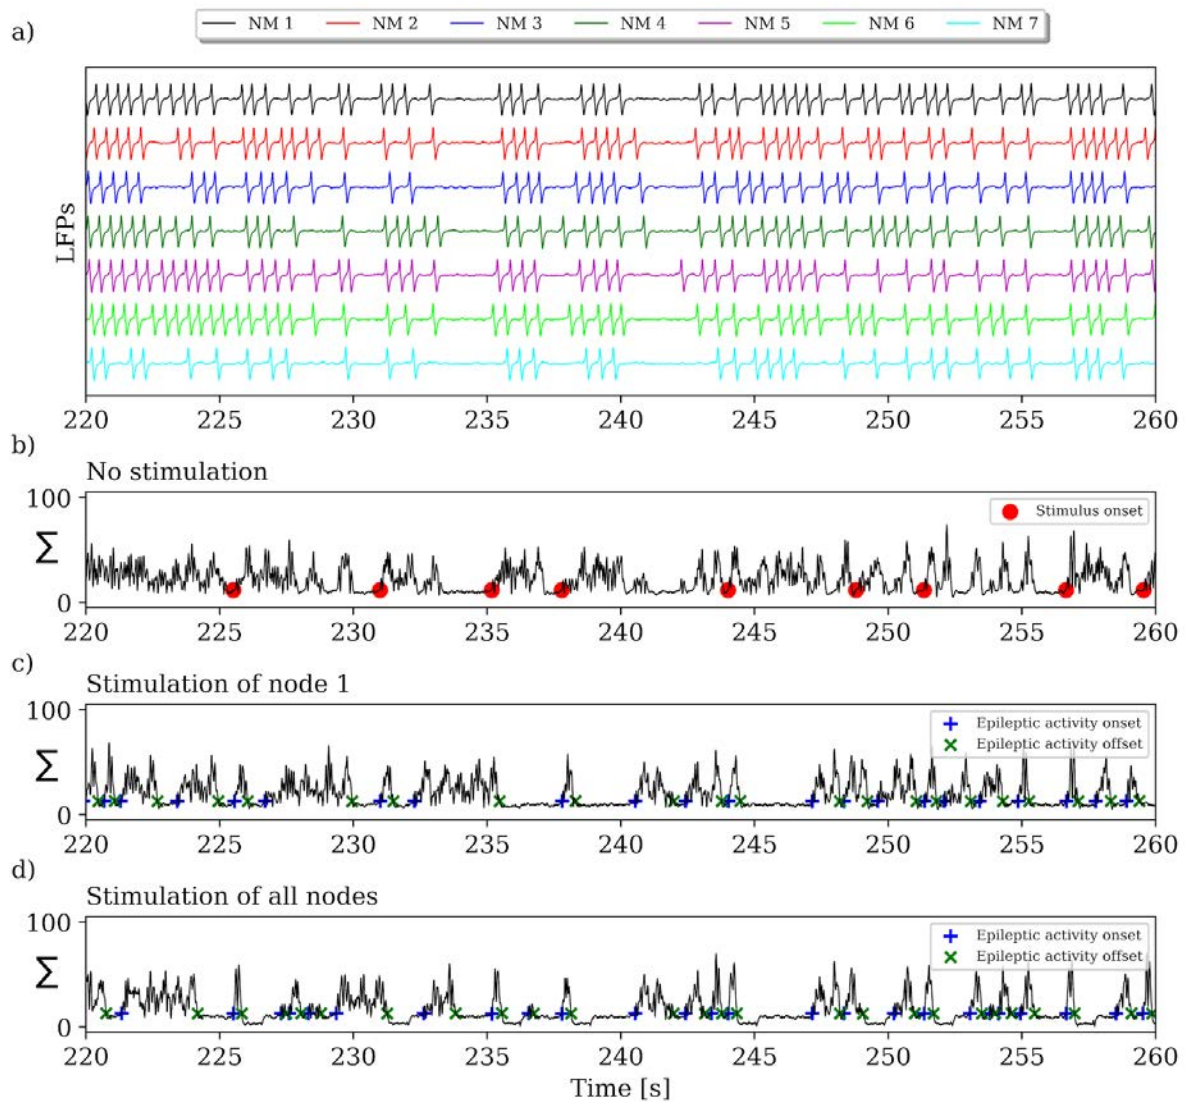 a)
NM 1 NM 2 NM 3 NM 4 NM 5 NM 6 NM 7
LFPs
220 225 230 235 240 245 250 255 260
b)
No stimulation
100
Stimulus onset
Σ
0
220 225 230 235 240 245 250 255 260
c)
Stimulation of node 1
100
Epileptic activity onset
Epileptic activity offset
Σ
0
220 225 230 235 240 245 250 255 260
d)
Stimulation of all nodes
100
Epileptic activity onset
Epileptic activity offset
Σ
0
220 225 230 235 240 245 250 255 260
Time [s]